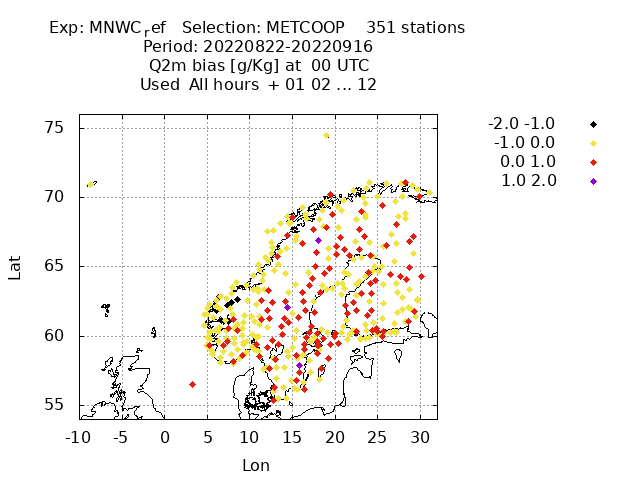 Exp: MNWCref   Selection: METCOOP    351 stations
Period: 20220822-20220916
Q2m bias [g/Kg] at  00 UTC
Used  All hours  + 01 02 ... 12
-2.0 -1.0
-1.0 0.0
0.0 1.0
1.0 2.0
75
70
65
60
55
Lat
-10 -5 0 5 10 15 20 25 30
Lon